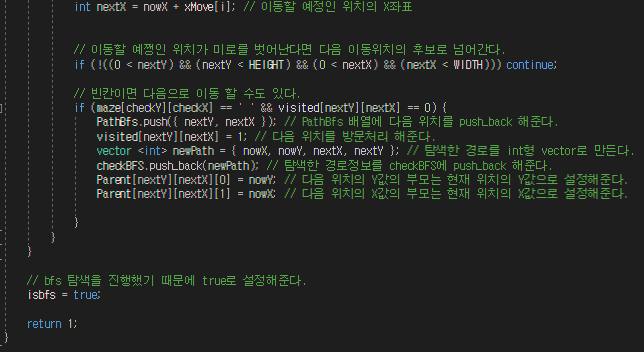 int nextX = nowX + xMove[i]; // 이동할 예정인 위치의 X좌표
// 이동할 예쩡인 위치가 미로를 벗어난다면 다음 이동위치의 후보로 넘어간다.
if (!((0 < nextY) && (nextY < HEIGHT) && (0 < nextX) && (nextX < WIDTH))) continue;
// 빈칸이면 다음으로 이동 할 수도 있다.
if (maze[checkY][checkX] == ' ' && visited[nextY][nextX] == 0) {
PathBfs.push({ nextY, nextX }); // PathBfs 배열에 다음 위치를 push_back 해준다.
visited[nextY][nextX] = 1; // 다음 위치를 방문처리 해준다.
vector <int> newPath = { nowX, nowY, nextX, nextY }; // 탐색한 경로를 int형 vector로 만든다.
checkBFS.push_back(newPath); // 탐색한 경로정보를 checkBFS에 push_back 해준다.
Parent[nextY][nextX][0] = nowY; // 다음 위치의 Y값의 부모는 현재 위치의 Y값으로 설정해준다.
Parent[nextY][nextX][1] = nowX; // 다음 위치의 X값의 부모는 현재 위치의 X값으로 설정해준다.
}
}
}
// bfs 탐색을 진행했기 때문에 true로 설정해준다.
isbfs = true;
return 1;
}